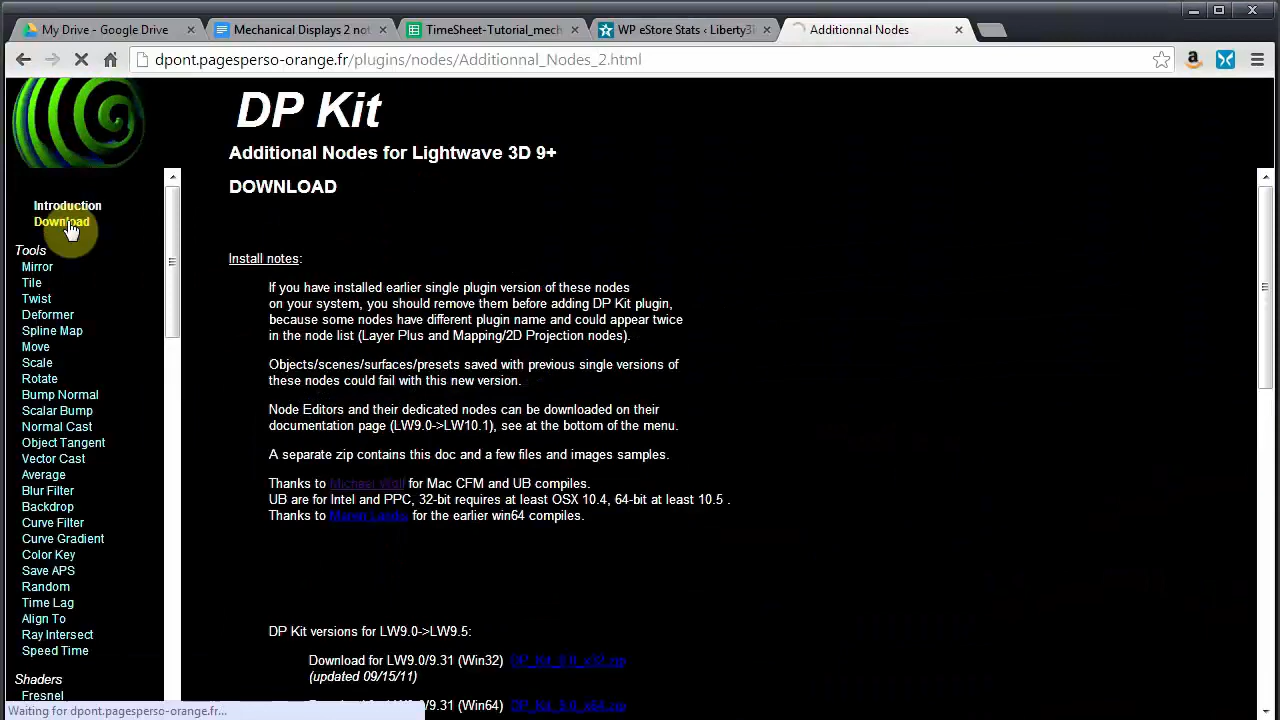 My Drive - Google Drive
Mechanical Displays 2 not
TimeSheet-Tutorial_mech
WP eStore Stats ‹ Liberty3
Additionnal Nodes
dpont.pagesperso-orange.fr/plugins/nodes/Additionnal_Nodes_2.html
DP Kit
Additional Nodes for Lightwave 3D 9+
DOWNLOAD
Introduction
Download
Tools
Mirror
Tile
Twist
Deformer
Spline Map
Move
Scale
Rotate
Bump Normal
Scalar Bump
Normal Cast
Object Tangent
Vector Cast
Average
Blur Filter
Backdrop
Curve Filter
Curve Gradient
Color Key
Save APS
Random
Time Lag
Align To
Ray Intersect
Speed Time
Shaders
Fresnel
Install notes:
If you have installed earlier single plugin version of these nodes
on your system, you should remove them before adding DP Kit plugin,
because some nodes have different plugin name and could appear twice
in the node list (Layer Plus and Mapping/2D Projection nodes).
Objects/scenes/surfaces/presets saved with previous single versions of
these nodes could fail with this new version.
Node Editors and their dedicated nodes can be downloaded on their
documentation page (LW9.0->LW10.1), see at the bottom of the menu.
A separate zip contains this doc and a few files and images samples.
Thanks to Michael Wolf for Mac CFM and UB compiles.
UB are for Intel and PPC, 32-bit requires at least OSX 10.4, 64-bit at least 10.5 .
Thanks to for the earlier win64 compiles.
DP Kit versions for LW9.0->LW9.5:
Download for LW9.0/9.31 (Win32)
(updated 09/15/11)
/9.31 (Win64)
Waiting for dpont.pagesperso-orange.fr...